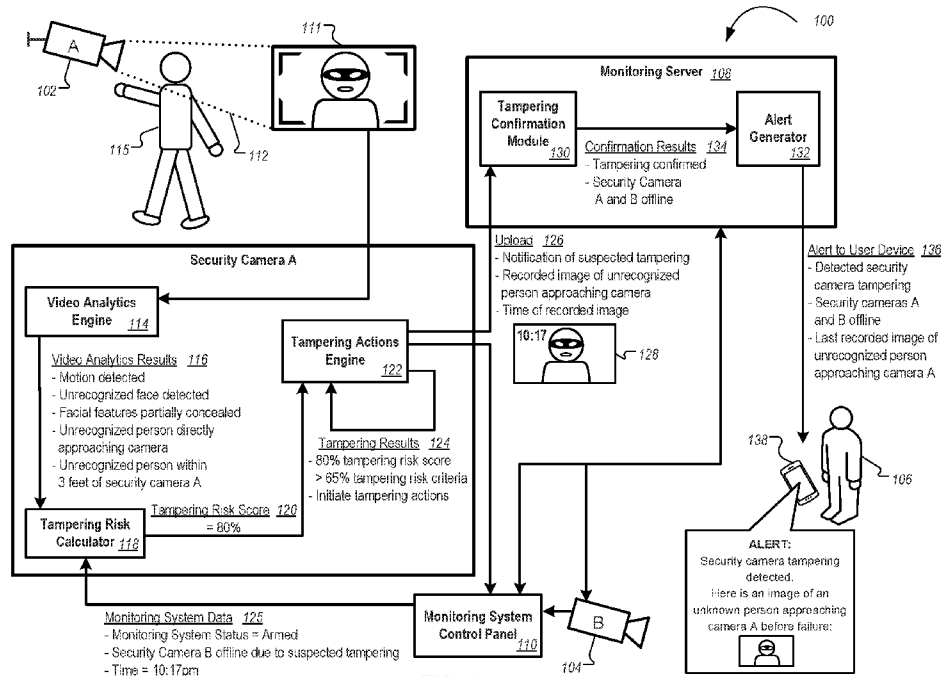 100
A
102
111
115
112
Monitoring Server 108
Tampering
Confirmation
Module
130
Alert
Generator
132
Confirmation Results 134
- Tampering confirmed
- Security Camera
A and B offline
Upload 126
- Notification of suspected tampering
- Recorded image of unrecognized
person approaching camera
- Time of recorded image
10:17
128
Alert to User Device 136
- Detected security
camera tampering
- Security cameras A
and B offline
- Last recorded image of
unrecognized person
approaching camera A
Security Camera A
Video Analytics
Engine 114
Video Analytics Results 116
- Motion detected
- Unrecognized face detected
- Facial features partially concealed
- Unrecognized person directly
approaching camera
- Unrecognized person within
3 feet of security camera A
Tampering Actions
Engine
122
Tampering Results 124
- 80% tampering risk score
> 65% tampering risk criteria
- Initiate tampering actions
Tampering Risk
Calculator 118
Tampering Risk Score 120
= 80%
Monitoring System Data 125
- Monitoring System Status = Armed
- Security Camera B offline due to suspected tampering
- Time = 10:17pm
Monitoring System
Control Panel
110
B
104
138
106
ALERT:
Security camera tampering
detected.
Here is an image of an
unknown person approaching
camera A before failure: